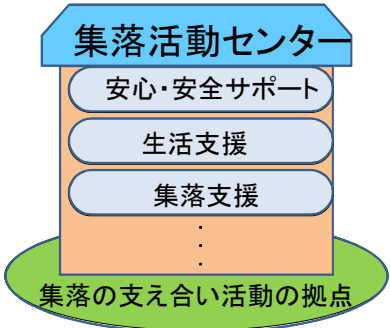 集落活動センター
安心・安全サポート
生活支援
集落支援
・
・
・
集落の支え合い活動の拠点